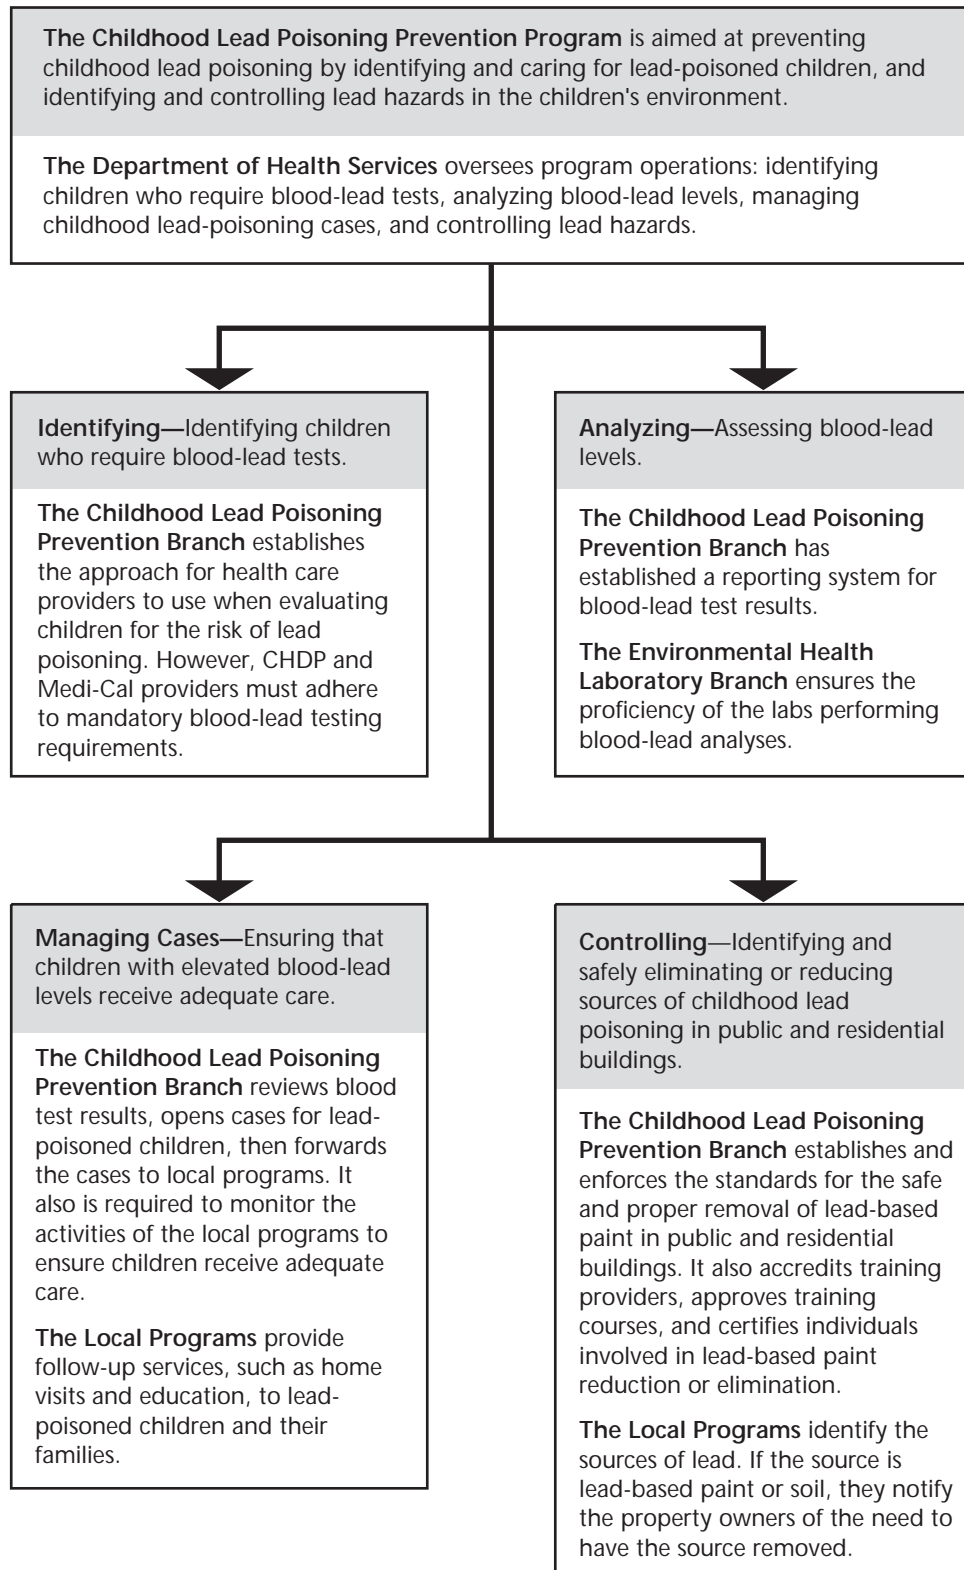 The Childhood Lead Poisoning Prevention Program is aimed at preventing
childhood lead poisoning by identifying and caring for lead-poisoned children, and
identifying and controlling lead hazards in the children's environment.
The Department of Health Services oversees program operations: identifying
children who require blood-lead tests, analyzing blood-lead levels, managing
childhood lead-poisoning cases, and controlling lead hazards.
Identifying—Identifying children
who require blood-lead tests.
The Childhood Lead Poisoning
Prevention Branch establishes
the approach for health care
providers to use when evaluating
children for the risk of lead
poisoning. However, CHDP and
Medi-Cal providers must adhere
to mandatory blood-lead testing
requirements.
Analyzing—Assessing blood-lead
levels.
The Childhood Lead Poisoning
Prevention Branch has
established a reporting system for
blood-lead test results.
The Environmental Health
Laboratory Branch ensures the
proficiency of the labs performing
blood-lead analyses.
Managing Cases—Ensuring that
children with elevated blood-lead
levels receive adequate care.
The Childhood Lead Poisoning
Prevention Branch reviews blood
test results, opens cases for lead-
poisoned children, then forwards
the cases to local programs. It
also is required to monitor the
activities of the local programs to
ensure children receive adequate
care.
The Local Programs provide
follow-up services, such as home
visits and education, to lead-
poisoned children and their
families.
Controlling—Identifying and
safely eliminating or reducing
sources of childhood lead
poisoning in public and residential
buildings.
The Childhood Lead Poisoning
Prevention Branch establishes and
enforces the standards for the safe
and proper removal of lead-based
paint in public and residential
buildings. It also accredits training
providers, approves training
courses, and certifies individuals
involved in lead-based paint
reduction or elimination.
The Local Programs identify the
sources of lead. If the source is
lead-based paint or soil, they notify
the property owners of the need to
have the source removed.